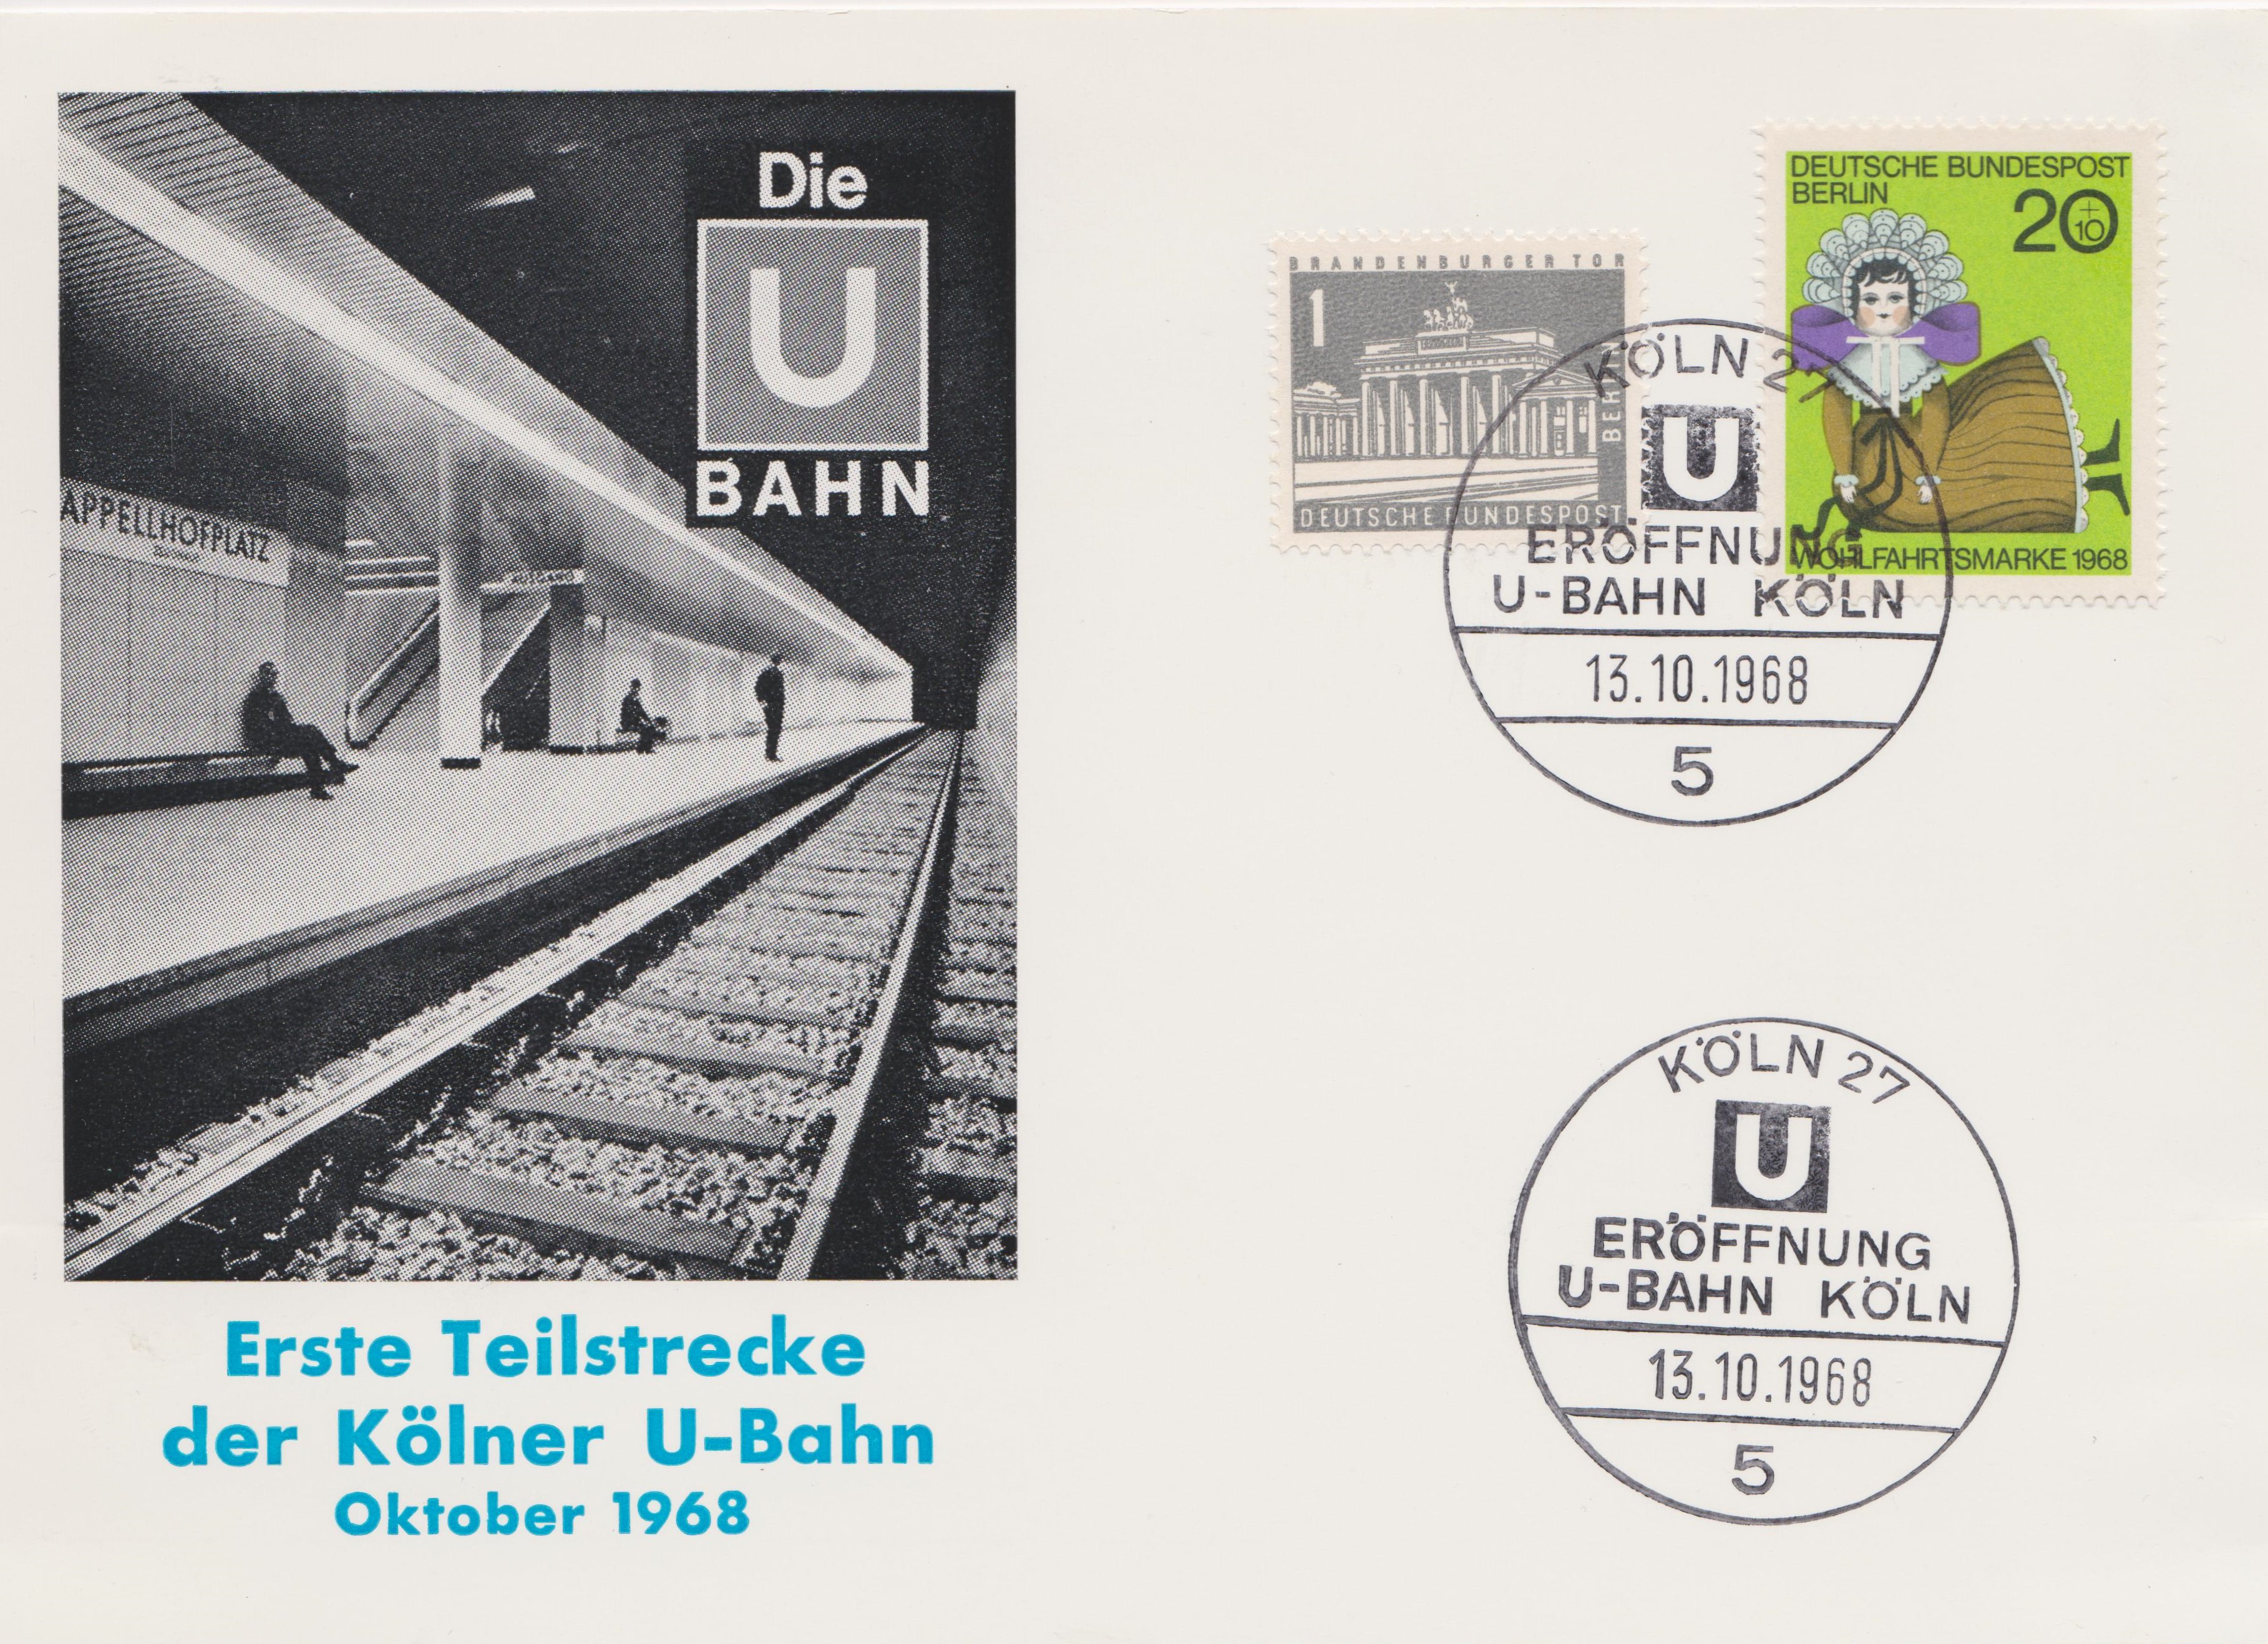 Die
U
BAHN
APPELLHOFPLATZ
Erste Teilstrecke
der Kölner U-Bahn
Oktober 1968
BRANDENBURGER TOR
1
BERLIN
DEUTSCHE BUNDESPOST
DEUTSCHE BUNDESPOST
BERLIN
20
+
10
WOHLFAHRTSMARKE 1968
KÖLN 27
U
ERÖFFNUNG
U-BAHN KÖLN
13.10.1968
5
KÖLN 27
U
ERÖFFNUNG
U-BAHN KÖLN
13.10.1968
5